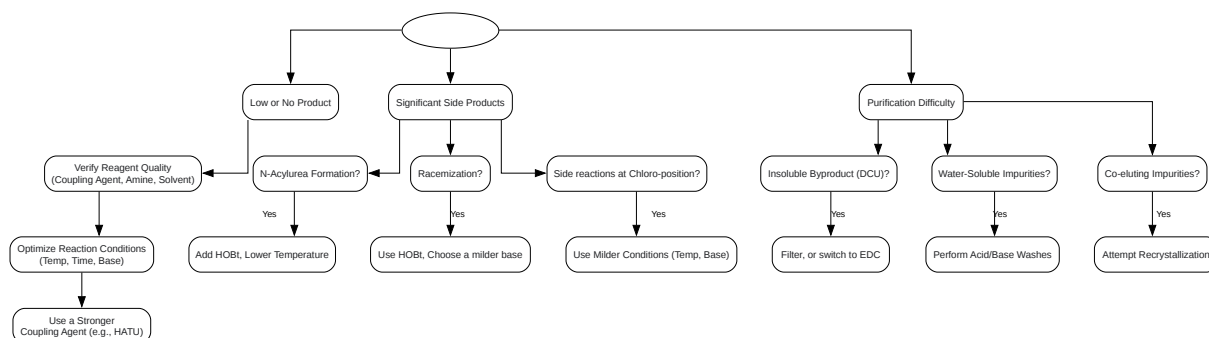 Low or No Product
Significant Side Products
Purification Difficulty
Verify Reagent Quality
(Coupling Agent, Amine, Solvent)
N-Acylurea Formation?
Racemization?
Side reactions at Chloro-position?
Insoluble Byproduct (DCU)?
Water-Soluble Impurities?
Co-eluting Impurities?
Yes
Yes
Yes
Yes
Yes
Yes
Optimize Reaction Conditions
(Temp, Time, Base)
Add HOBt, Lower Temperature
Use HOBt, Choose a milder base
Use Milder Conditions (Temp, Base)
Filter, or switch to EDC
Perform Acid/Base Washes
Attempt Recrystallization
Use a Stronger
Coupling Agent (e.g., HATU)